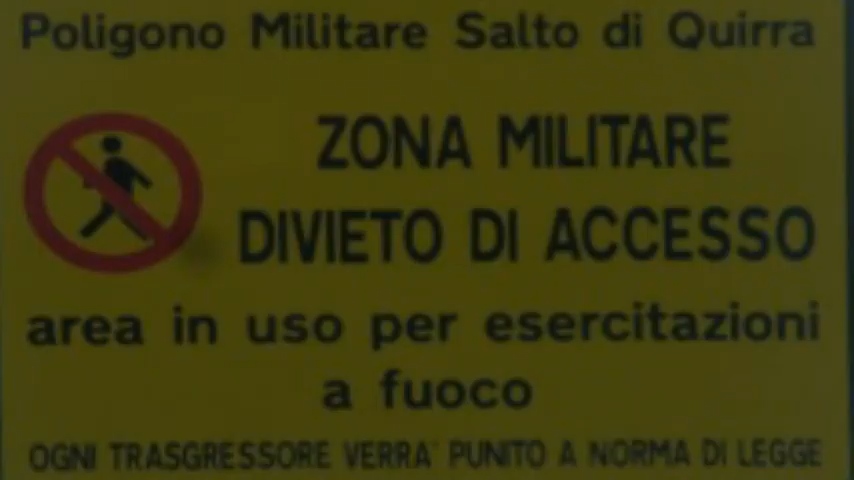 Poligono Militare Salto di Quirra
ZONA MILITARE
DIVIETO DI ACCESSO
area in uso per esercitazioni
a fuoco
OGNI TRASGRESSORE VERRA` PUNITO A NORMA DI LEGGE